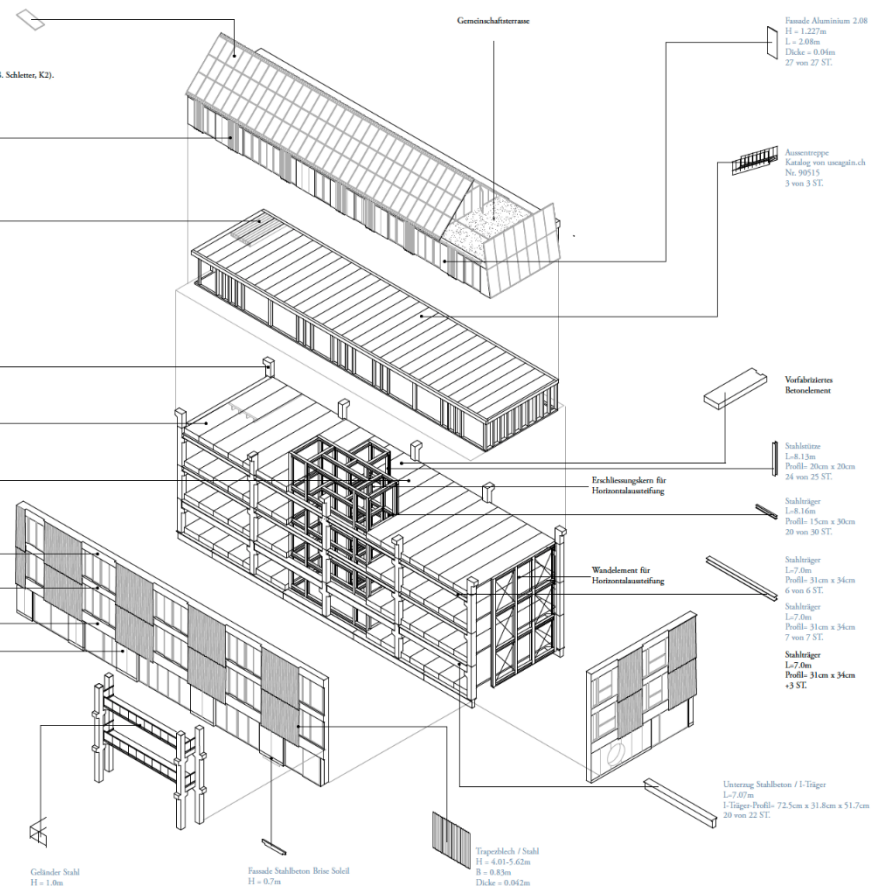 Gemeinschaftsterrasse
Fassade Aluminium 2.08
H = 1.227m
L = 2.08m
Dicke = 0.04m
27 von 27 ST.
Schletter, K2).
Aussentreppe
Katalog von useagain.ch
Nr. 90515
3 von 3 ST.
Vorfabriziertes
Betonelement
Stahlstütze
L=8.13m
Profil= 20cm x 20cm
24 von 25 ST.
Erschliessungskern für
Horizontalaussteifung
Stahlträger
L=8.16m
Profil= 15cm x 30cm
20 von 30 ST.
Wandelement für
Horizontalaussteifung
Stahlträger
L=7.0m
Profil= 31cm x 34cm
6 von 6 ST.
Stahlträger
L=7.0m
Profil= 31cm x 34cm
7 von 7 ST.
Stahlträger
L=7.0m
Profil= 31cm x 34cm
+3 ST.
Unterzug Stahlbeton / I-Träger
L=7.07m
I-Träger-Profil= 72.5cm x 31.8cm x 51.7cm
20 von 22 ST.
Trapezblech / Stahl
H = 4.01-5.62m
B = 0.83m
Dicke = 0.042m
Fassade Stahlbeton Brise Soleil
H = 0.7m
Geländer Stahl
H = 1.0m